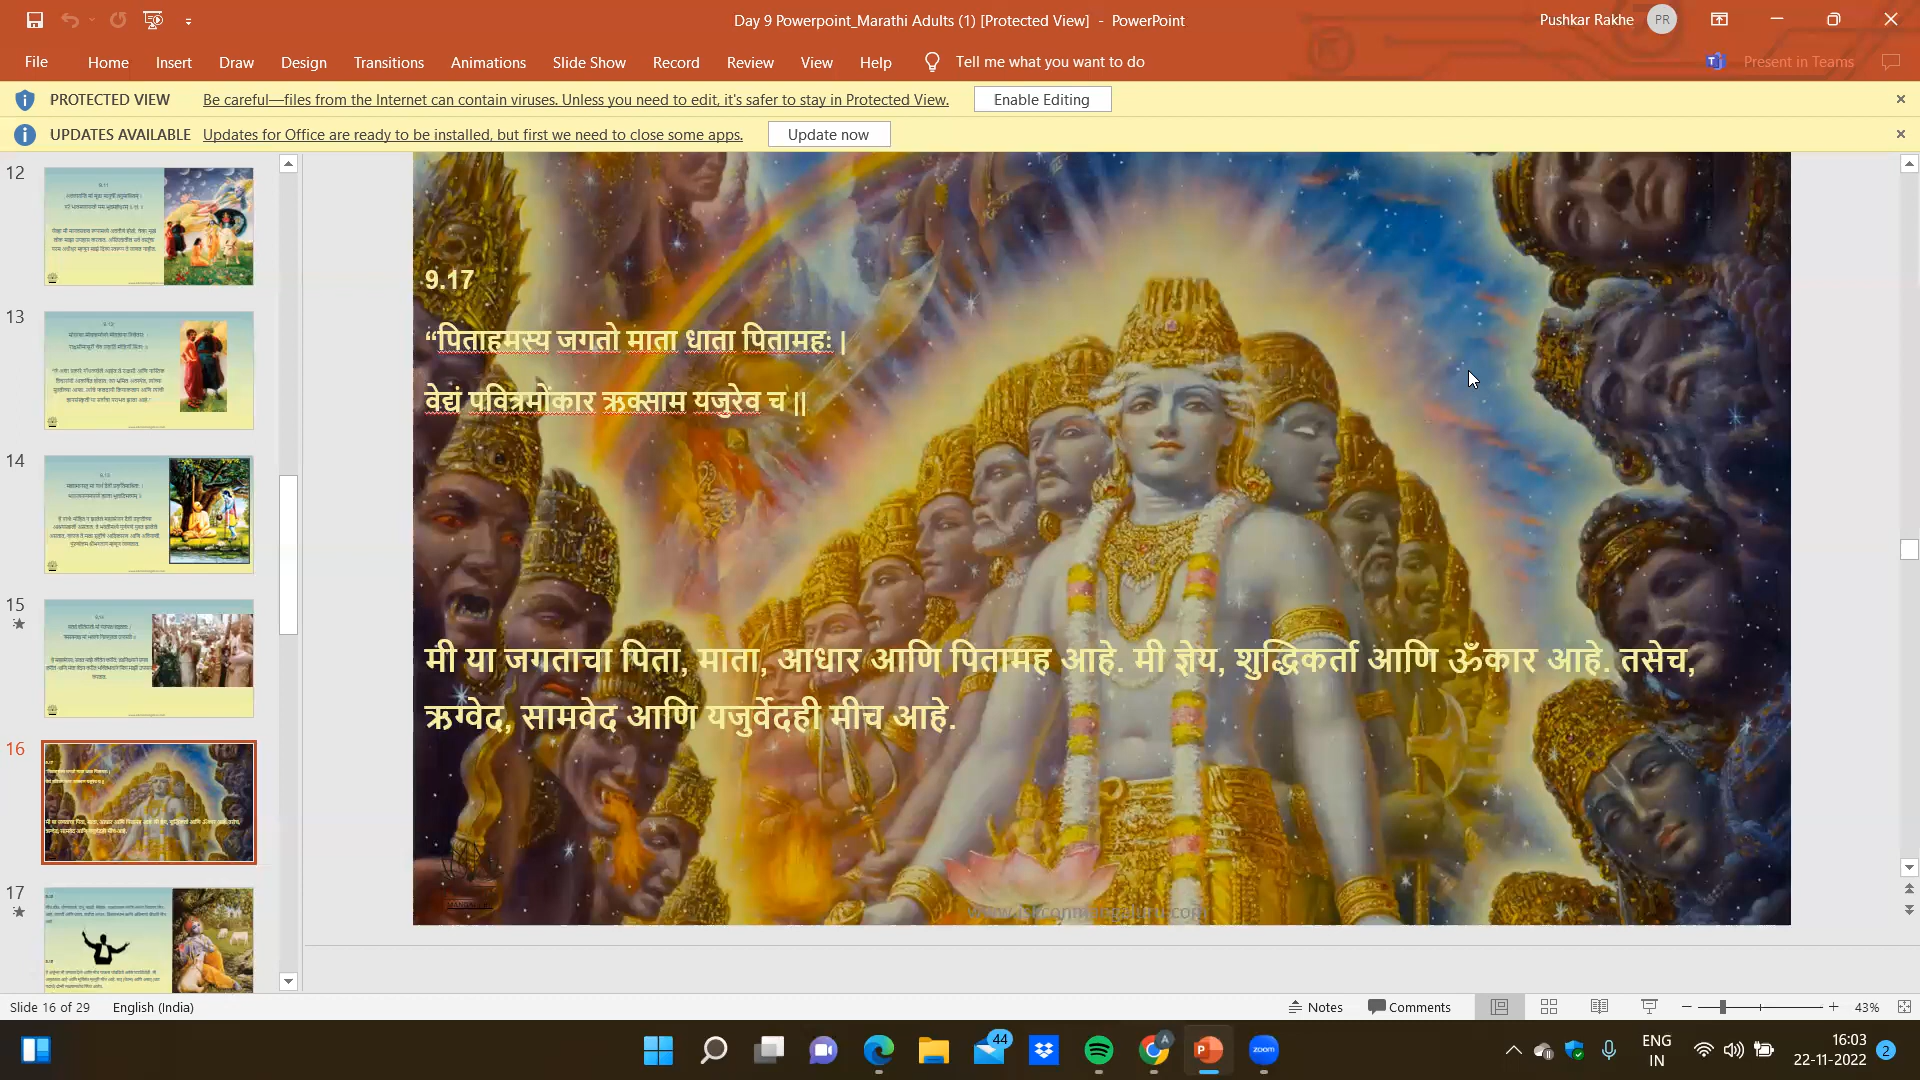 Day 9 Powerpoint_Marathi Adults (1) [Protected View] - PowerPoint
Pushkar Rakhe
PR
File Home Insert Draw Design Transitions Animations Slide Show Record Review View Help Tell me what you want to do
Present in Teams
PROTECTED VIEW Be careful—files from the Internet can contain viruses. Unless you need to edit, it's safer to stay in Protected View. Enable Editing
UPDATES AVAILABLE Updates for Office are ready to be installed, but first we need to close some apps. Update now
12
13
14
15
16
17
9.17
“पिताहमस्य जगतो माता धाता पितामहः |
वेद्यं पवित्रमोंकार ऋक्साम यजुरेव च ||
मी या जगताचा पिता, माता, आधार आणि पितामह आहे. मी ज्ञेय, शुद्धिकर्ता आणि ॐकार आहे. तसेच,
ऋग्वेद, सामवेद आणि यजुर्वेदही मीच आहे.
Slide 16 of 29 English (India)
Notes Comments 43%
44
zoom
ENG
IN
16:03
22-11-2022
2